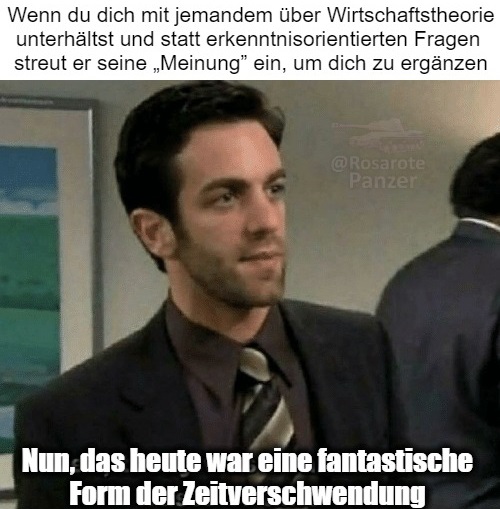 Wenn du dich mit jemandem über Wirtschaftstheorie
unterhältst und statt erkenntnisorientierten Fragen
streut er seine „Meinung” ein, um dich zu ergänzen
@Rosarote
Panzer
Nun, das heute war eine fantastische
Form der Zeitverschwendung